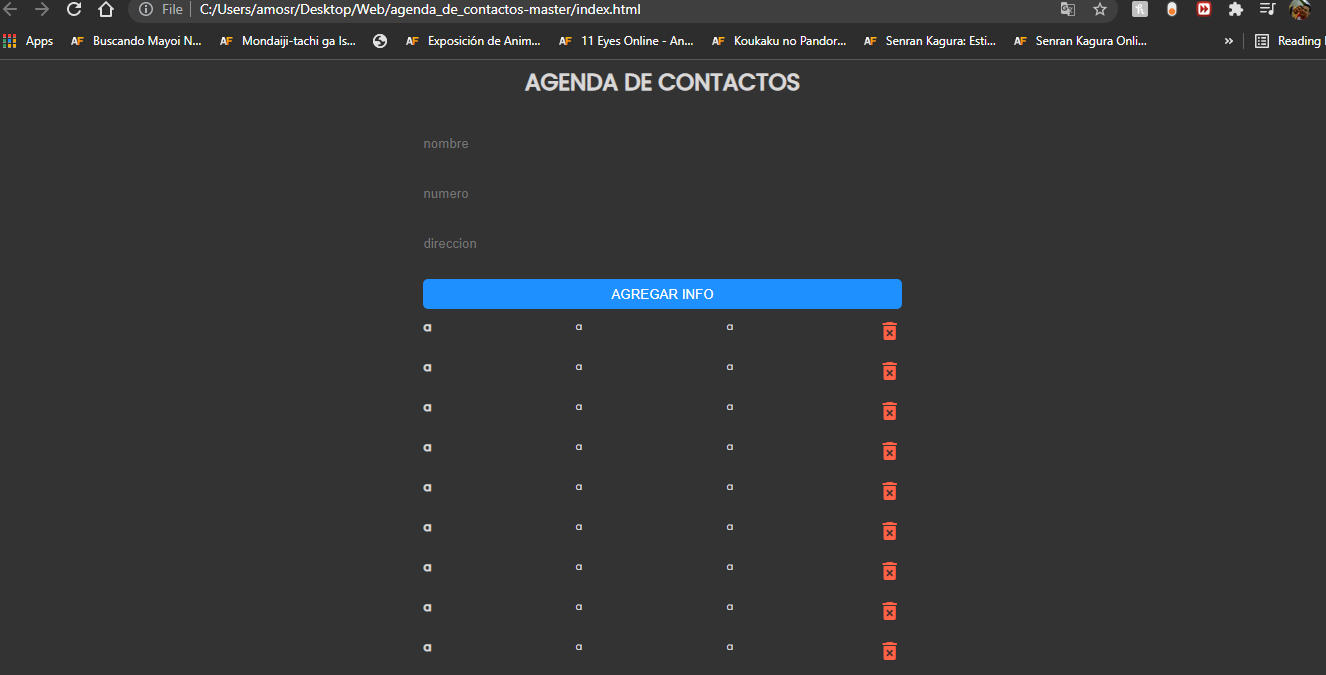 File | C:/Users/amosr/Desktop/Web/agenda_de_contactos-master/index.html
Apps AF Buscando Mayoi N... AF Mondaiji-tachi ga Is... AF Exposición de Anim... AF 11 Eyes Online - An... AF Koukaku no Pandor... AF Senran Kagura: Esti... AF Senran Kagura Onli... » Reading
AGENDA DE CONTACTOS
nombre
numero
direccion
AGREGAR INFO
a a a
a a a
a a a
a a a
a a a
a a a
a a a
a a a
a a a